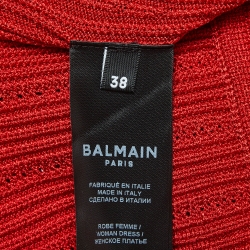 38
BALMAIN
PARIS
FABRIQUÉ EN ITALIE
MADE IN ITALY
СДЕЛАНО В ИТАЛИИ
ROBE FEMME /
WOMAN DRESS /
ЖЕНСКОЕ ПЛАТЬЕ